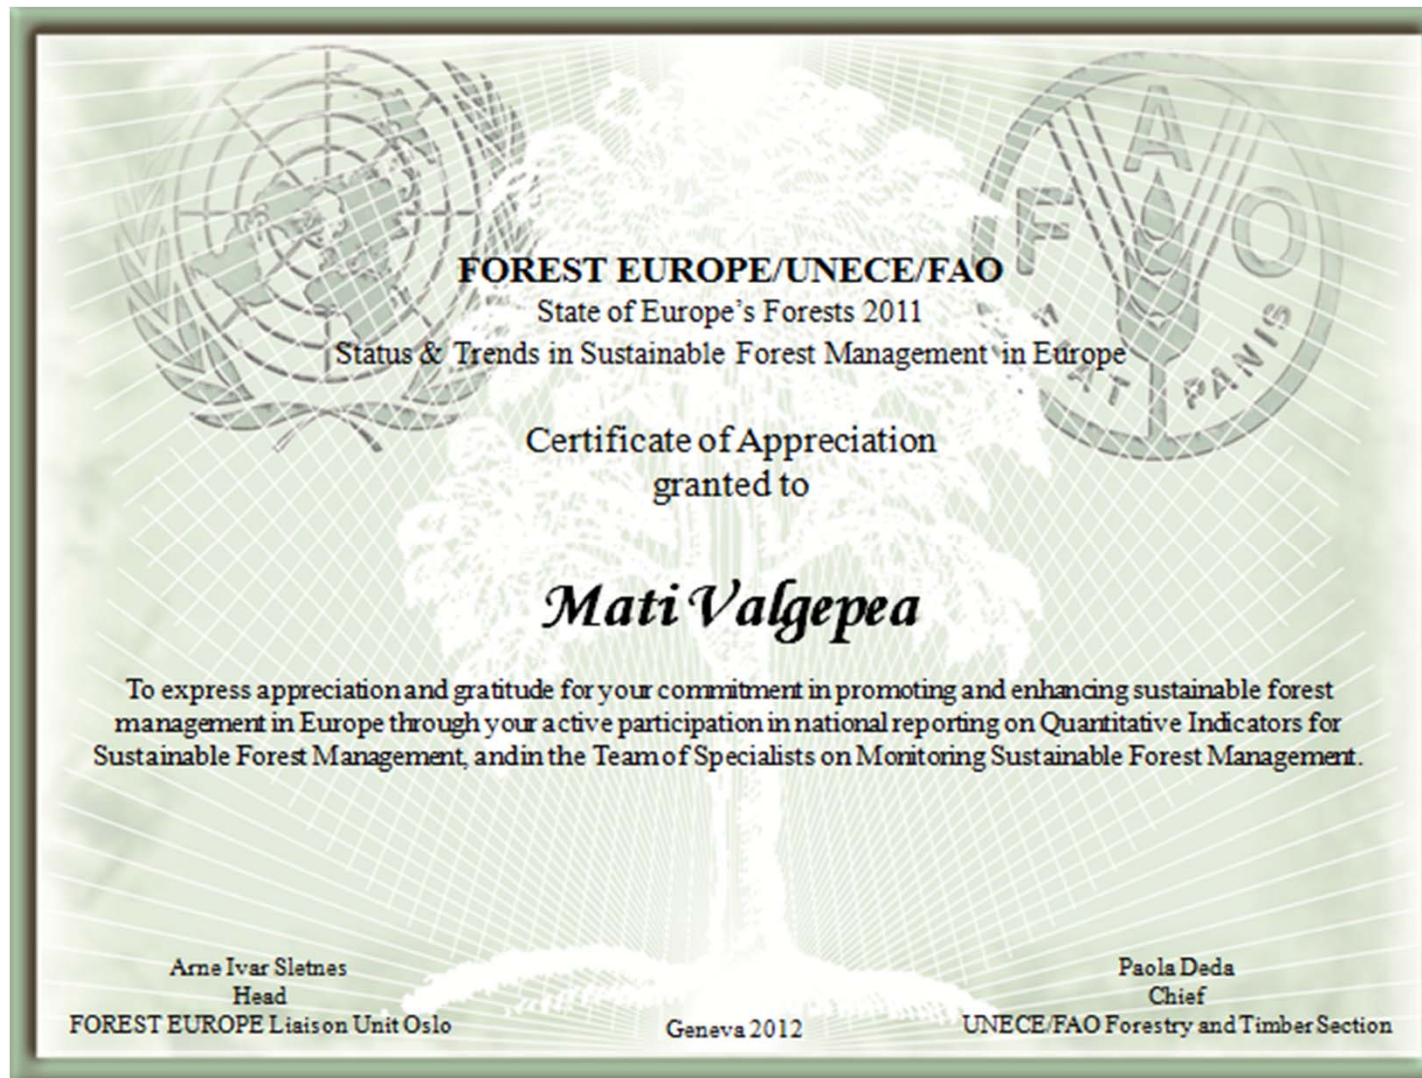 F A O
FIAT PANIS
FOREST EUROPE/UNECE/FAO
State of Europe's Forests 2011
Status & Trends in Sustainable Forest Management in Europe
Certificate of Appreciation
granted to
Mati Valgepea
To express appreciation and gratitude for your commitment in promoting and enhancing sustainable forest
management in Europe through your active participation in national reporting on Quantitative Indicators for
Sustainable Forest Management, andin the Team of Specialists on Monitoring Sustainable Forest Management.
Arne Ivar Sletnes
Head
FOREST EUROPE Liaison Unit Oslo
Geneva 2012
Paola Deda
Chief
UNECE/FAO Forestry and Timber Section